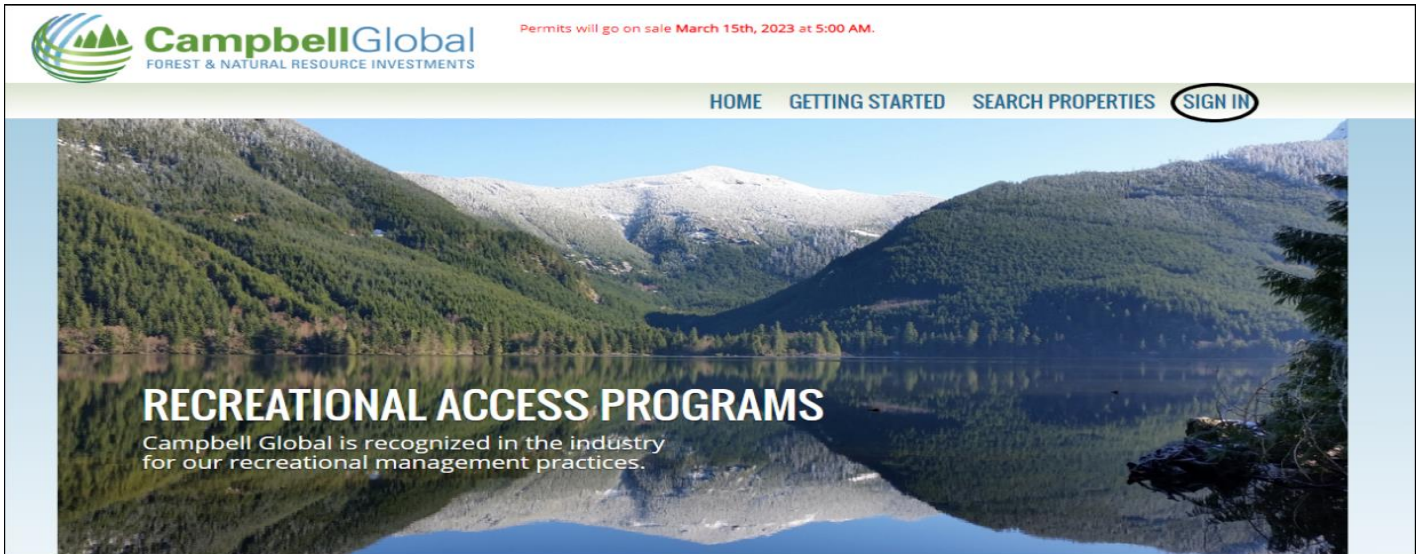 Permits will go on sale March 15th, 2023 at 5:00 AM.
CampbellGlobal
FOREST & NATURAL RESOURCE INVESTMENTS
HOME GETTING STARTED SEARCH PROPERTIES SIGN IN
RECREATIONAL ACCESS PROGRAMS
Campbell Global is recognized in the industry
for our recreational management practices.